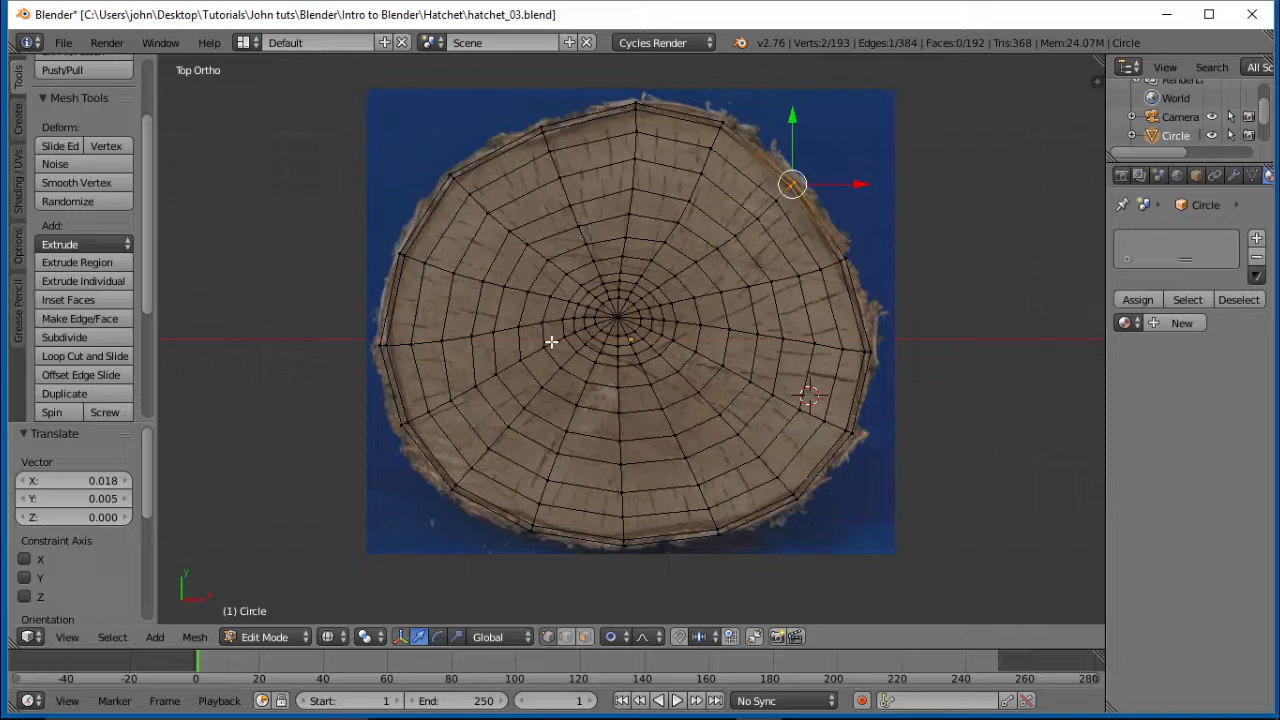 Blender* [C:\Users\john\Desktop\Tutorials\John tuts\Blender\Intro to Blender\Hatchet\hatchet_03.blend]
File Render Window Help Default Scene Cycles Render v2.76 | Verts:2/193 | Edges:1/384 | Faces:0/192 | Tris:368 | Mem:24.07M | Circle
Tools
Create
Shading / UVs
Options
Grease Pencil
Push/Pull
Mesh Tools
Deform:
Slide Ed Vertex
Noise
Smooth Vertex
Randomize
Add:
Extrude
Extrude Region
Extrude Individual
Inset Faces
Make Edge/Face
Subdivide
Loop Cut and Slide
Offset Edge Slide
Duplicate
Spin Screw
Translate
Vector
X: 0.018
Y: 0.005
Z: 0.000
Constraint Axis
X
Y
Z
Orientation
Top Ortho
y
x
(1) Circle
View Select Add Mesh Edit Mode Global
View Search All Sc
World
Camera
Circle
Circle
Assign Select Deselect
New
-40 -20 0 20 40 60 80 100 120 140 160 180 200 220 240 260 280
View Marker Frame Playback Start: 1 End: 250 1 No Sync